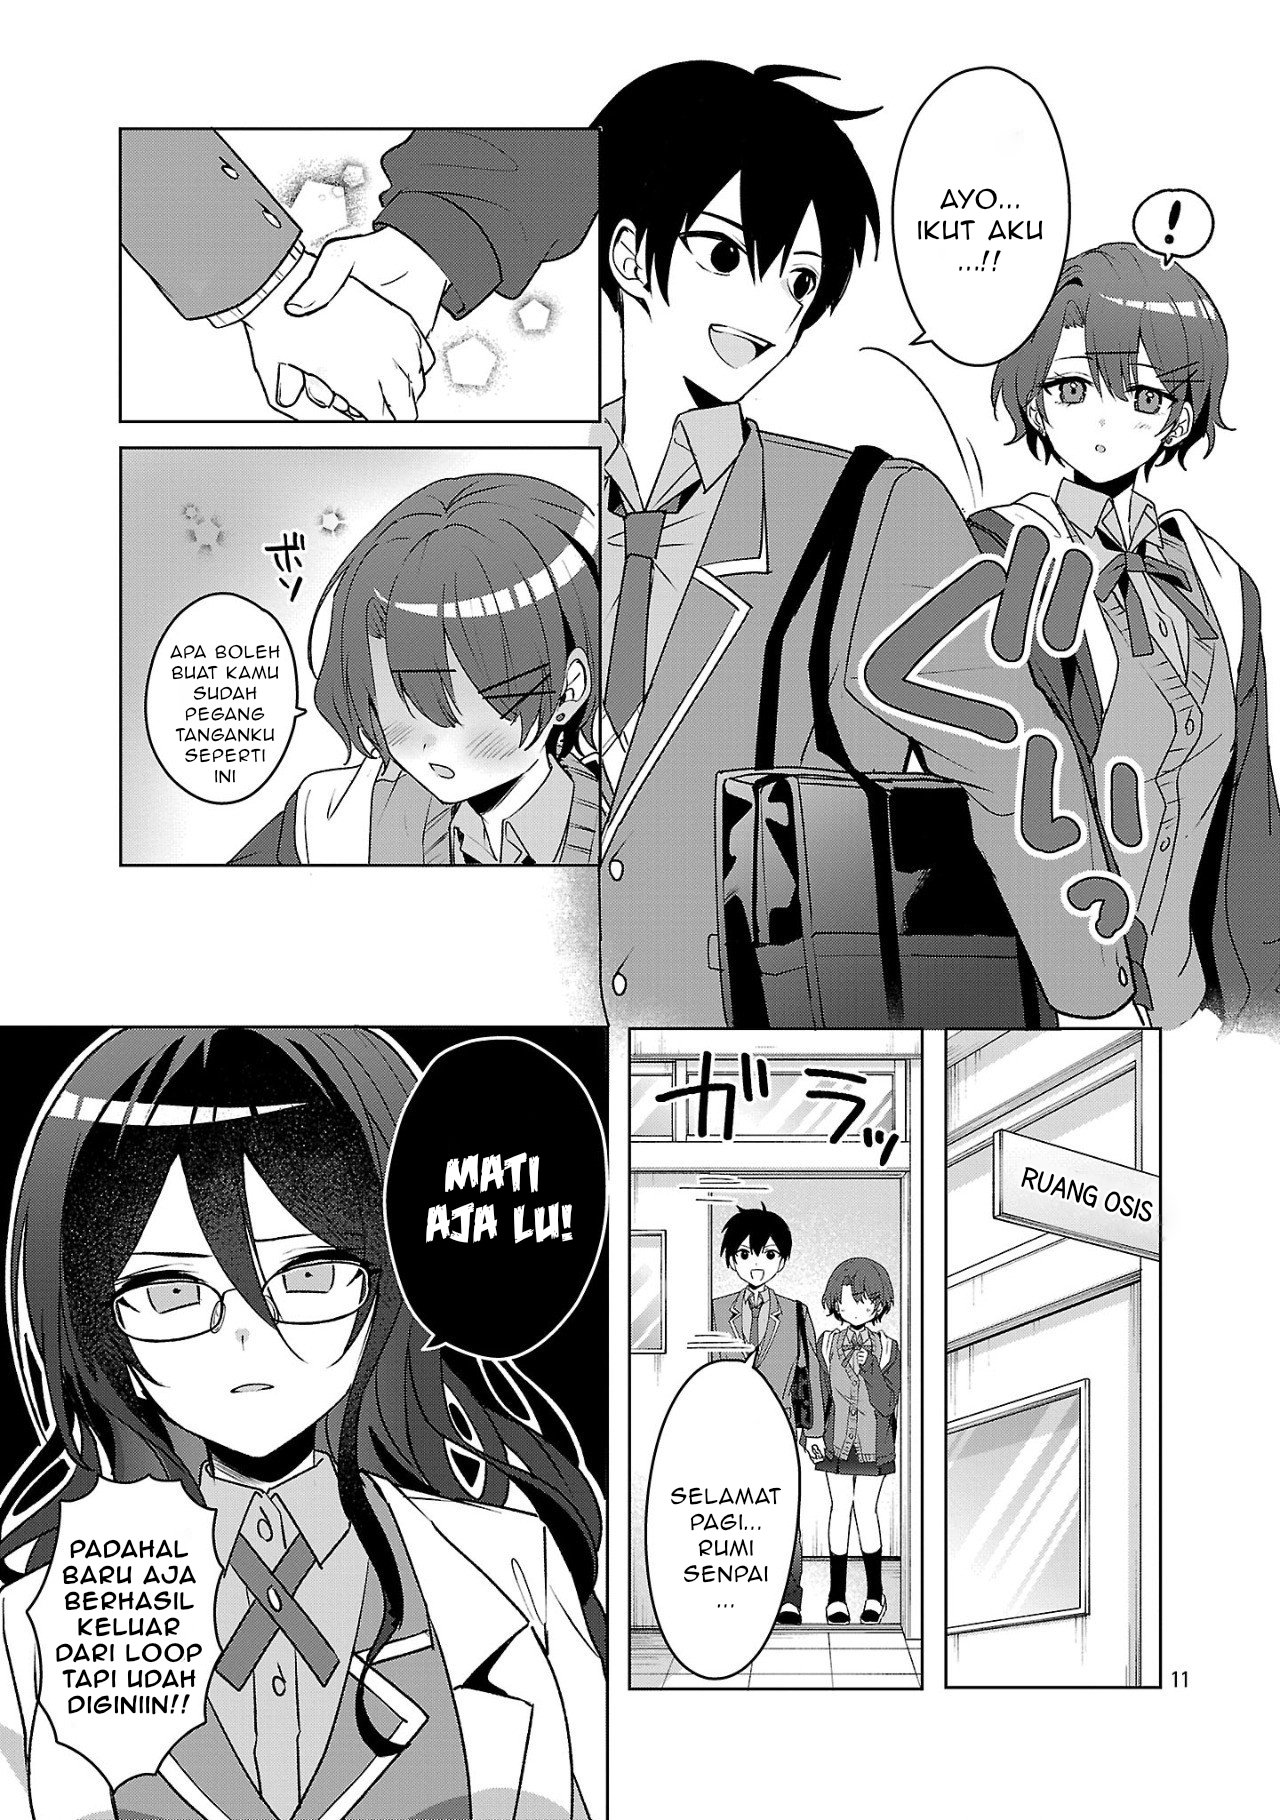 AYO...
IKUT AKU
...!!
!
ぐいっ
ボッ
APA BOLEH
BUAT KAMU
SUDAH
PEGANG
TANGANKU
SEPERTI
INI
RUANG OSIS
ガラッ
SELAMAT
PAGI...
RUMI
SENPAI
...
MATI
AJA LU!
PADAHAL
BARU AJA
BERHASIL
KELUAR
DARI LOOP
TAPI UDAH
DIGINIIN!!
11